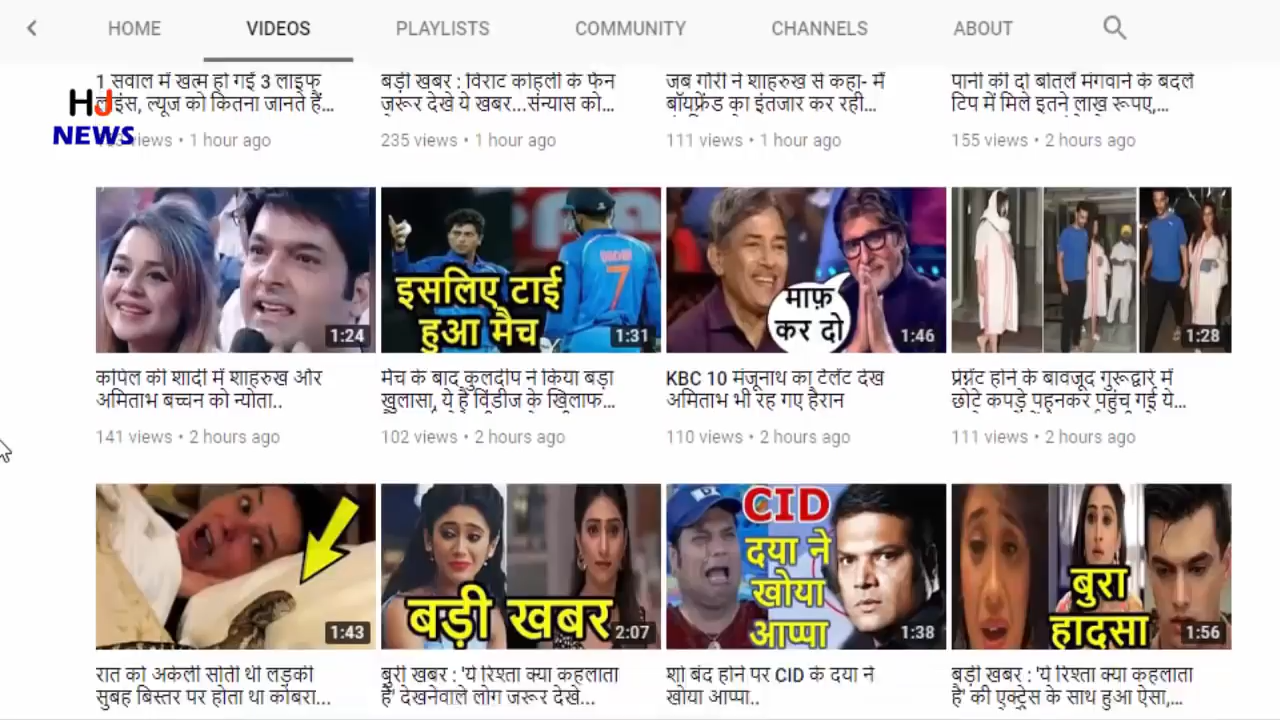 HOME VIDEOS PLAYLISTS COMMUNITY CHANNELS ABOUT
1 सवाल में खत्म हो गई 3 लाइफ
लाइंस, ल्यूज को कितना जानते हैं...
views • 1 hour ago
बड़ी खबर : विराट कोहली के फैन
जरूर देखे ये खबर...संन्यास को...
235 views • 1 hour ago
जब गौरी ने शाहरुख से कहा- मैं
बॉयफ्रेंड का इंतजार कर रही...
111 views • 1 hour ago
पानी की दो बोतलें मंगवाने के बदले
टिप में मिले इतने लाख रूपए,...
155 views • 2 hours ago
HJ
NEWS
1:24
कपिल की शादी में शाहरुख और
अमिताभ बच्चन को न्योता..
141 views • 2 hours ago
7
इसलिए टाई
हुआ मैच
1:31
मैच के बाद कुलदीप ने किया बड़ा
खुलासा, ये है विंडीज के खिलाफ...
102 views • 2 hours ago
माफ़
कर दो
1:46
KBC 10 मंजूनाथ का टैलेंट देख
अमिताभ भी रह गए हैरान
110 views • 2 hours ago
1:28
प्रेग्नेंट होने के बावजूद गुरूद्वारे में
छोटे कपड़े पहनकर पहुंच गई ये...
111 views • 2 hours ago
1:43
रात को अकेली सोती थी लड़की
सुबह बिस्तर पर होता था कोबरा...
बड़ी खबर
2:07
बुरी खबर : 'ये रिश्ता क्या कहलाता
है' देखनेवाले लोग जरूर देखे...
CID
दया ने
खोया
आप्पा
1:38
शो बंद होने पर CID के दया ने
खोया आप्पा..
बुरा
हादसा
1:56
बड़ी खबर : 'ये रिश्ता क्या कहलाता
है' की एक्ट्रेस के साथ हुआ ऐसा,...